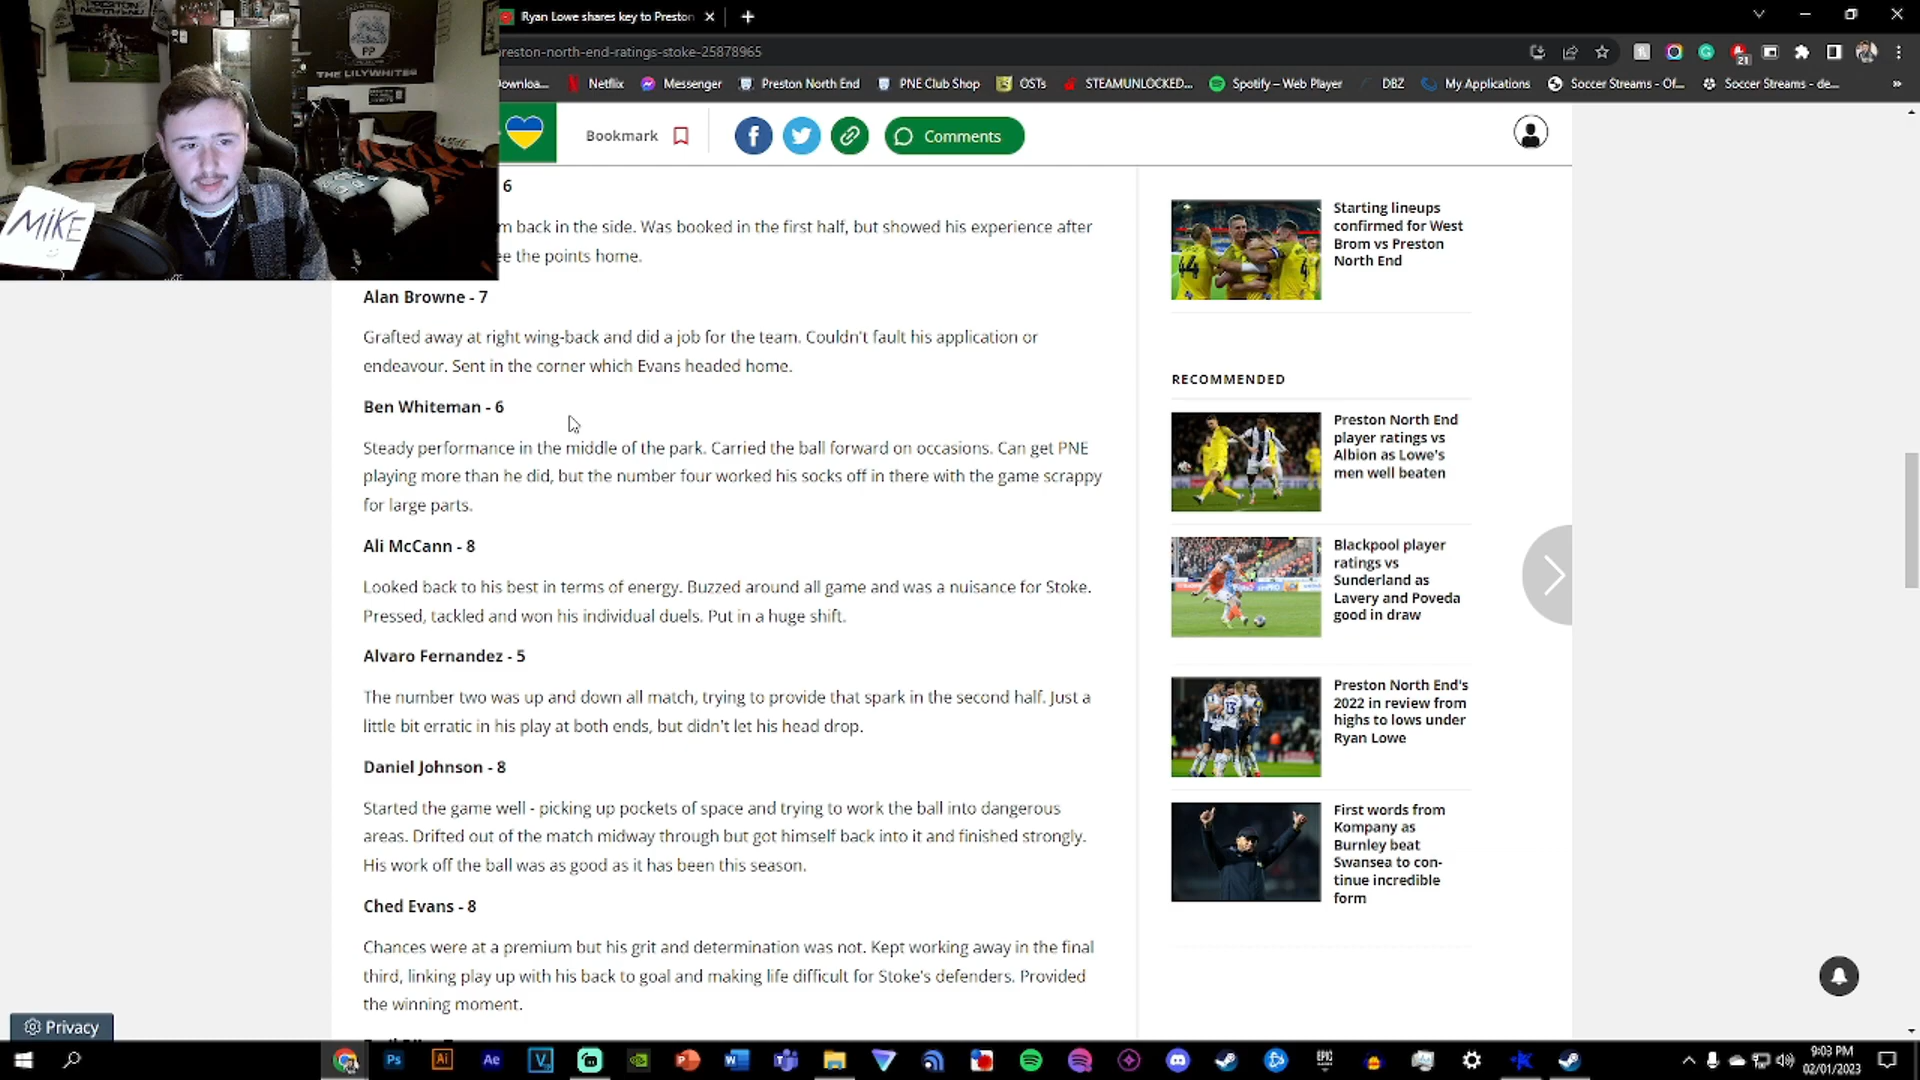 PP
THE LILYWHITES
MIKE
Ryan Lowe shares key to Preston
preston-north-end-ratings-stoke-25878965
21
Downloa...
Netflix
Messenger
Preston North End
PNE Club Shop
OSTs
STEAMUNLOCKED...
Spotify – Web Player
DBZ
My Applications
Soccer Streams - Of...
Soccer Streams - de...
»
Bookmark
Comments
6
m back in the side. Was booked in the first half, but showed his experience after
ee the points home.
Alan Browne - 7
Grafted away at right wing-back and did a job for the team. Couldn't fault his application or
endeavour. Sent in the corner which Evans headed home.
Ben Whiteman - 6
Steady performance in the middle of the park. Carried the ball forward on occasions. Can get PNE
playing more than he did, but the number four worked his socks off in there with the game scrappy
for large parts.
Ali McCann - 8
Looked back to his best in terms of energy. Buzzed around all game and was a nuisance for Stoke.
Pressed, tackled and won his individual duels. Put in a huge shift.
Alvaro Fernandez - 5
The number two was up and down all match, trying to provide that spark in the second half. Just a
little bit erratic in his play at both ends, but didn't let his head drop.
Daniel Johnson - 8
Started the game well - picking up pockets of space and trying to work the ball into dangerous
areas. Drifted out of the match midway through but got himself back into it and finished strongly.
His work off the ball was as good as it has been this season.
Ched Evans - 8
Chances were at a premium but his grit and determination was not. Kept working away in the final
third, linking play up with his back to goal and making life difficult for Stoke's defenders. Provided
the winning moment.
Starting lineups
confirmed for West
Brom vs Preston
North End
RECOMMENDED
Preston North End
player ratings vs
Albion as Lowe's
men well beaten
Blackpool player
ratings vs
Sunderland as
Lavery and Poveda
good in draw
Preston North End's
2022 in review from
highs to lows under
Ryan Lowe
First words from
Kompany as
Burnley beat
Swansea to con-
tinue incredible
form
Privacy
Ps
Ai
Ae
V
EPIC
9:03 PM
02/01/2023